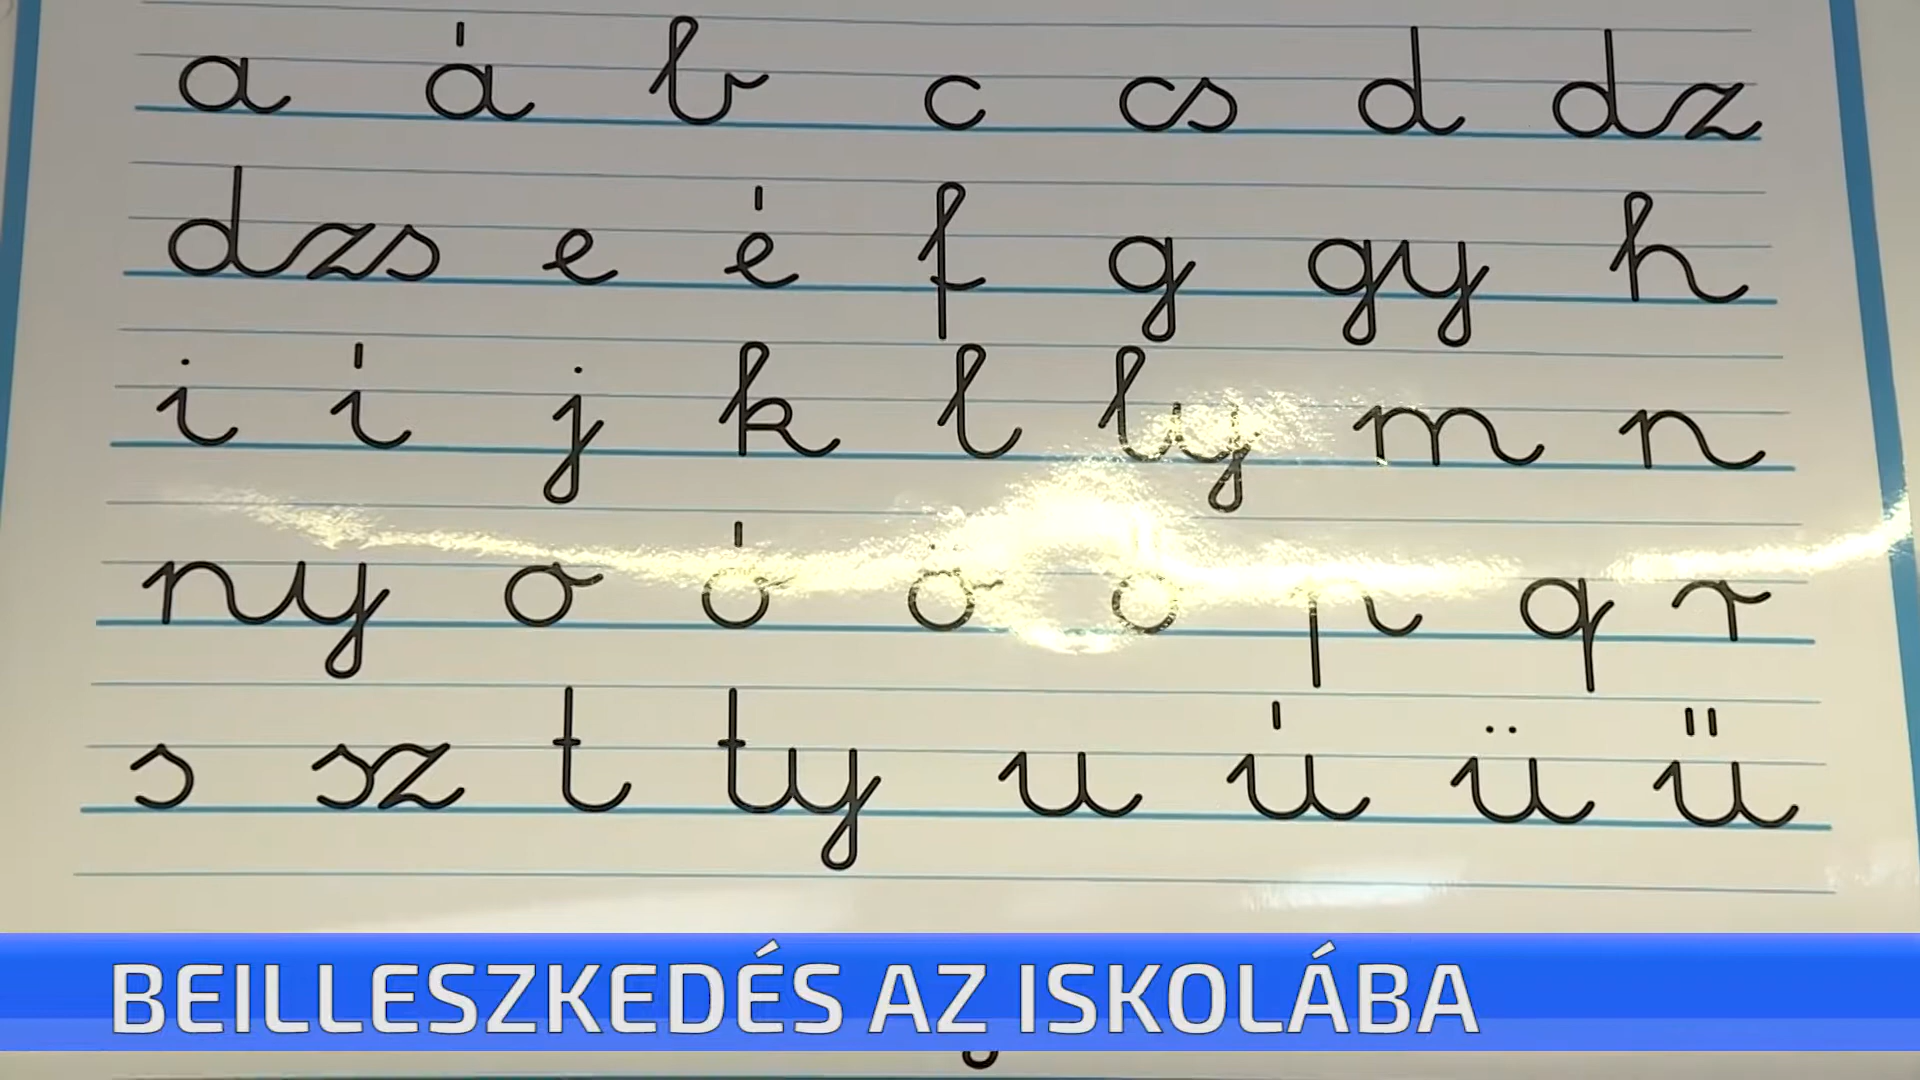 a á b c cs d dz
dzs e é f g gy h
i í j k l ly m n
ny o ó ö ő p q r
s sz t ty u ú ü ű
BEILLESZKEDÉS AZ ISKOLÁBA